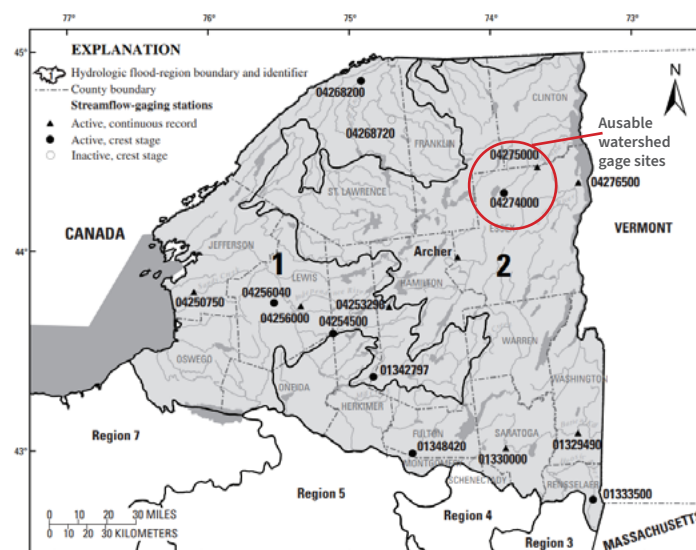 77°
76°
75°
74°
73°
45°
EXPLANATION
1
Hydrologic flood-region boundary and identifier
County boundary
Streamflow-gaging stations
Active, continuous record
Active, crest stage
Inactive, crest stage
04268200
04268720
FRANKLIN
CLINTON
N
Ausable
watershed
gage sites
04275000
04274000
04276500
ESSEX
ST. LAWRENCE
VERMONT
CANADA
44°
JEFFERSON
1
LEWIS
Archer
HAMILTON
2
04250750
04256040
04256000
04253290
04254500
WARREN
OSWEGO
01342797
WASHINGTON
ONEIDA
HERKIMER
Region 7
43°
FULTON
01348420
MONTGOMERY
SARATOGA
01330000
01329490
SCHENECTADY
RENSSELAER
01333500
Region 5
Region 4
Region 3
MASSACHUSETTS
0 10 20 30 MILES
0 10 20 30 KILOMETERS